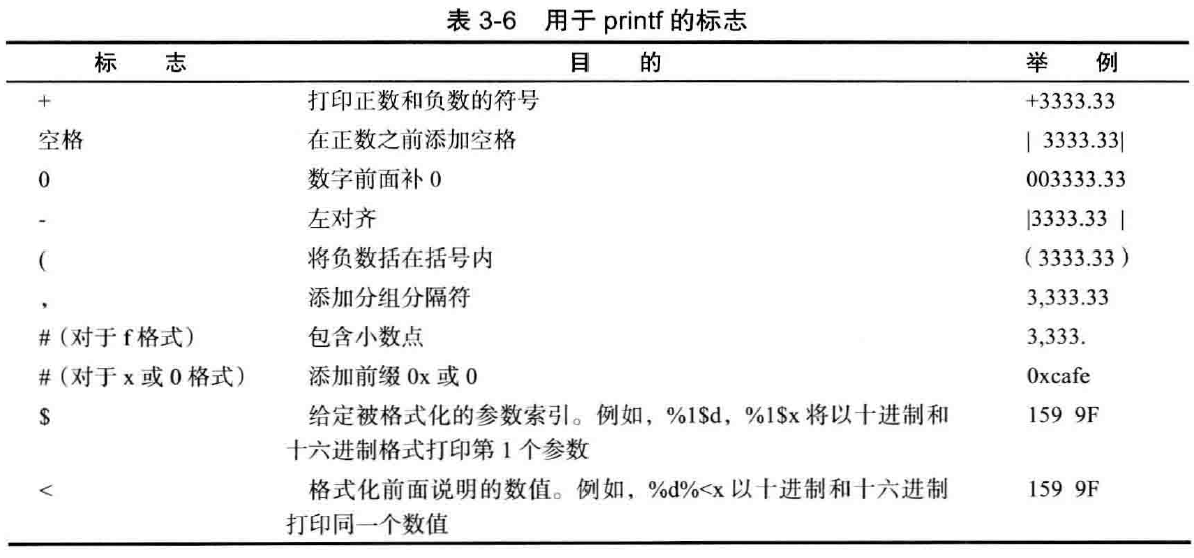 表 3-6 用于 printf 的标志
标 志 目 的 举 例
+ 打印正数和负数的符号 +3333.33
空格 在正数之前添加空格 | 3333.33|
0 数字前面补 0 003333.33
- 左对齐 |3333.33 |
( 将负数括在括号内 (3333.33)
, 添加分组分隔符 3,333.33
#(对于 f 格式) 包含小数点 3,333.
#(对于 x 或 0 格式) 添加前缀 0x 或 0 0xcafe
$ 给定被格式化的参数索引。例如,%1$d,%1$x 将以十进制和 159 9F
十六进制格式打印第 1 个参数
< 格式化前面说明的数值。例如,%d%<x 以十进制和十六进制 159 9F
打印同一个数值